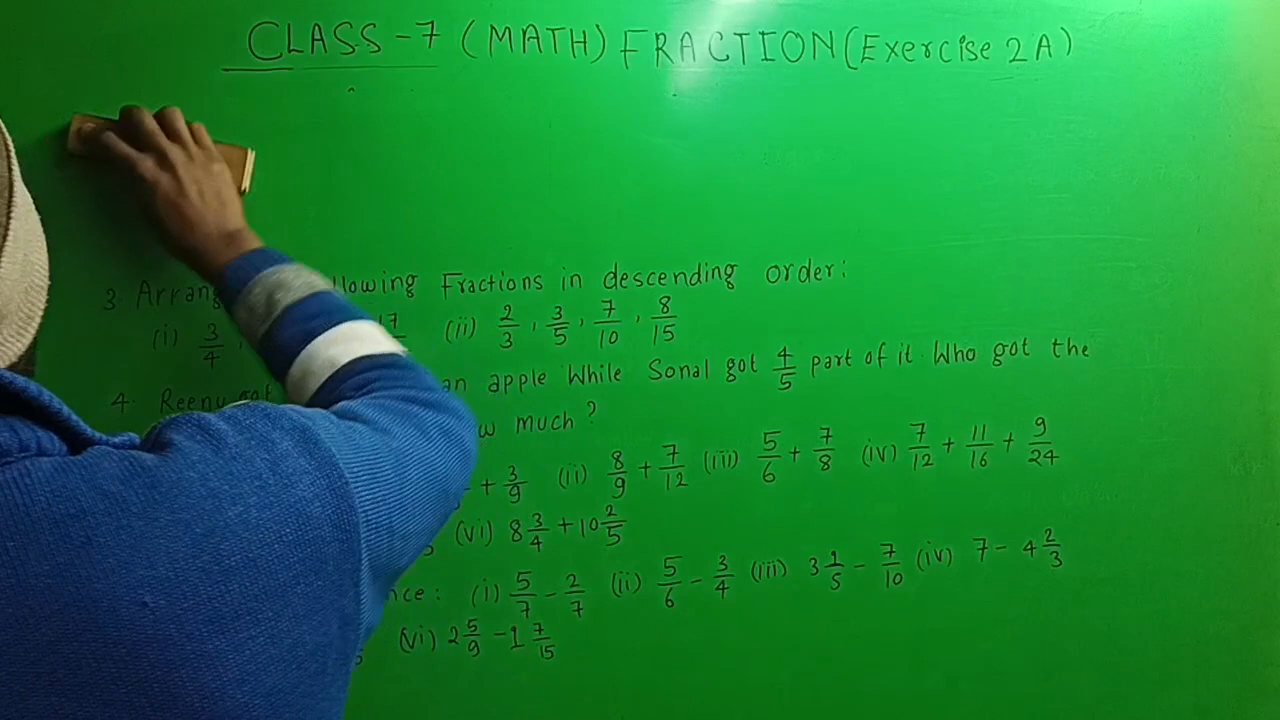 CLASS -7 (MATH) FRACTION (Exercise 2A)
3 Arrang llowing Fractions in descending order:
(i) 3/4, 17 (ii) 2/3, 3/5, 7/10, 8/15
4. Reenu got an apple While Sonal got 4/5 part of it. Who got the
w much?
+ 3/9 (ii) 8/9 + 7/12 (iii) 5/6 + 7/8 (iv) 7/12 + 11/16 + 9/24
(vi) 8 3/4 + 10 2/5
nce: (i) 5/7 - 2/7 (ii) 5/6 - 3/4 (iii) 3 1/5 - 7/10 (iv) 7 - 4 2/3
(vi) 2 5/9 - 1 7/15